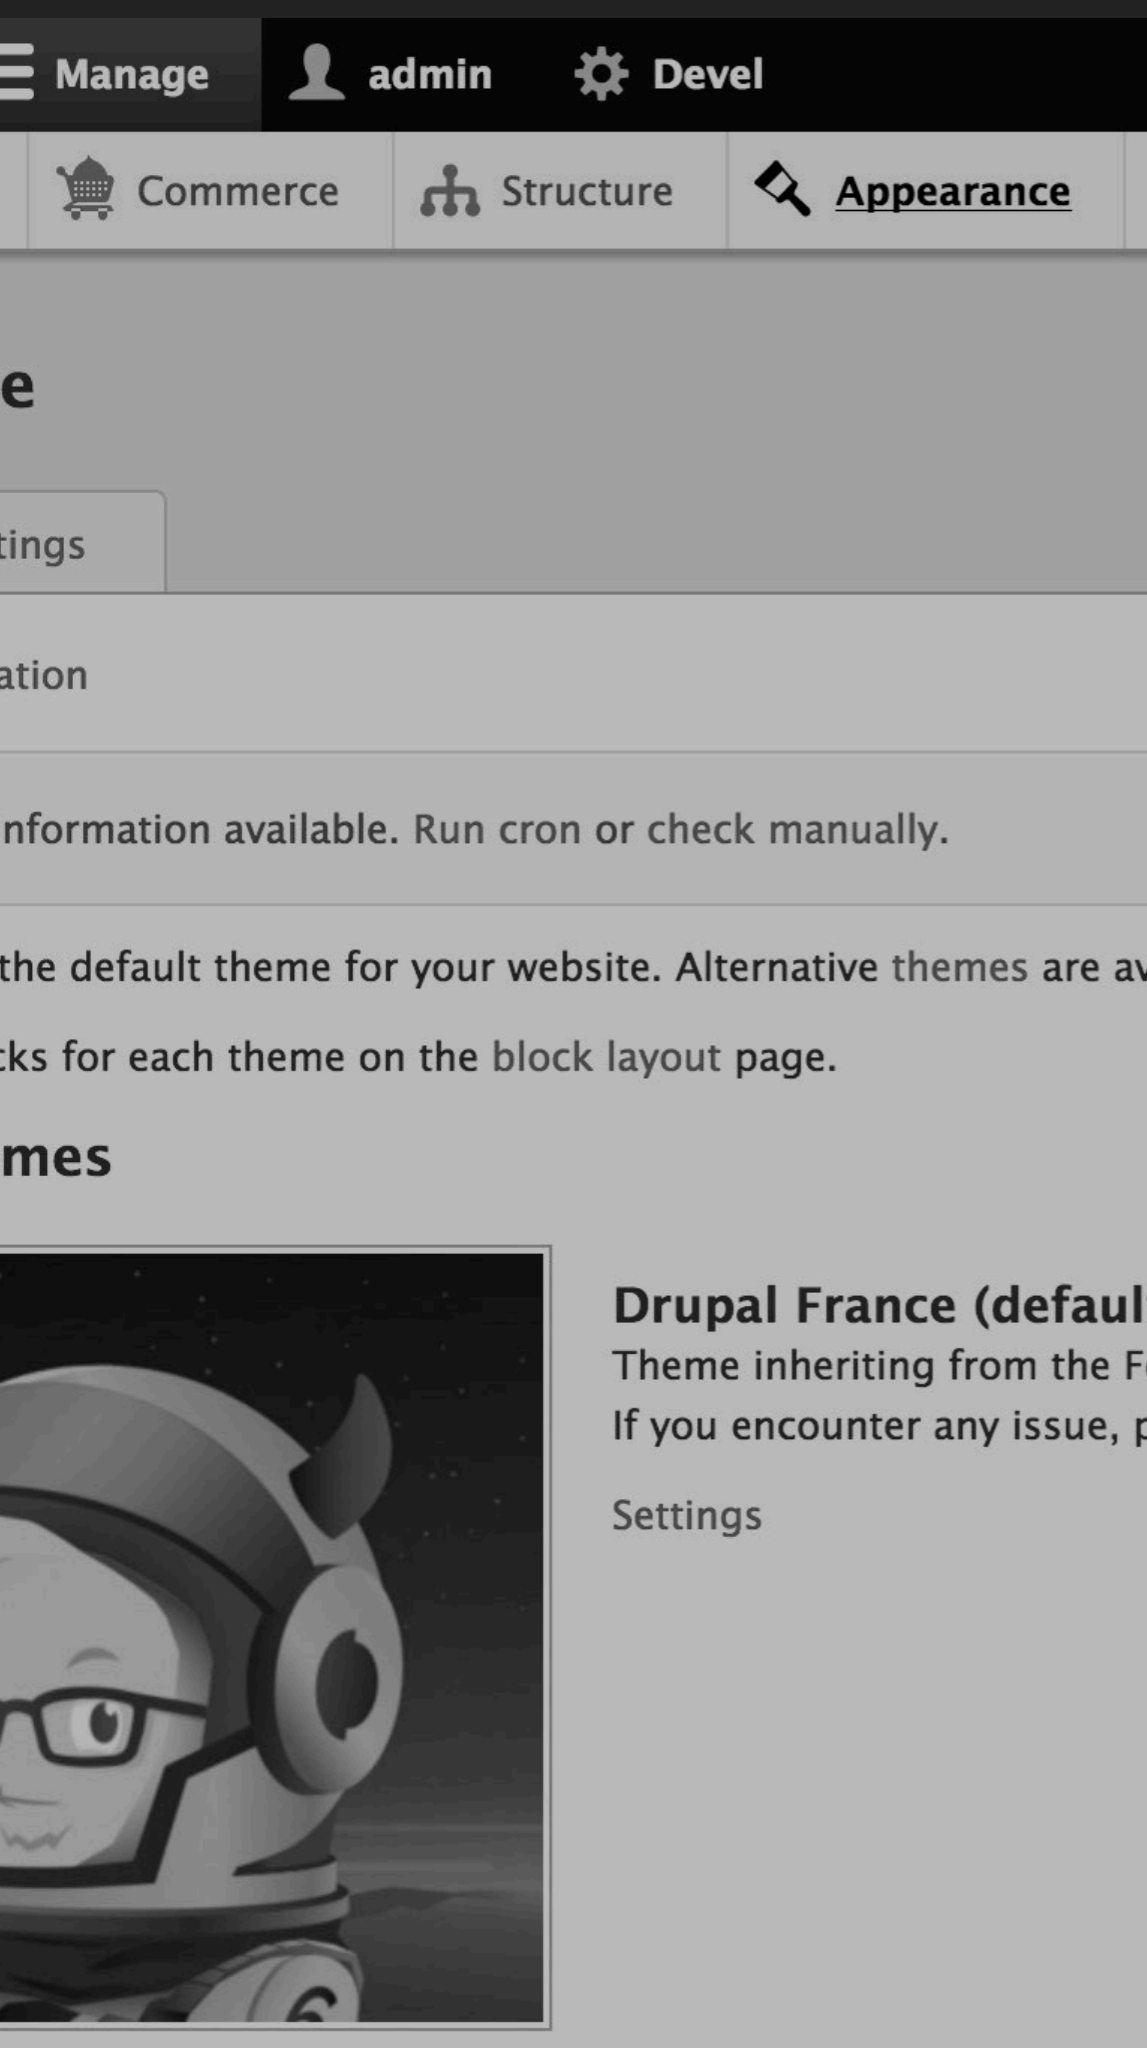 Manage admin Devel
Commerce Structure Appearance
e
tings
ation
nformation available. Run cron or check manually.
the default theme for your website. Alternative themes are av
cks for each theme on the block layout page.
mes
Drupal France (defaul
Theme inheriting from the F
If you encounter any issue, p
Settings
6